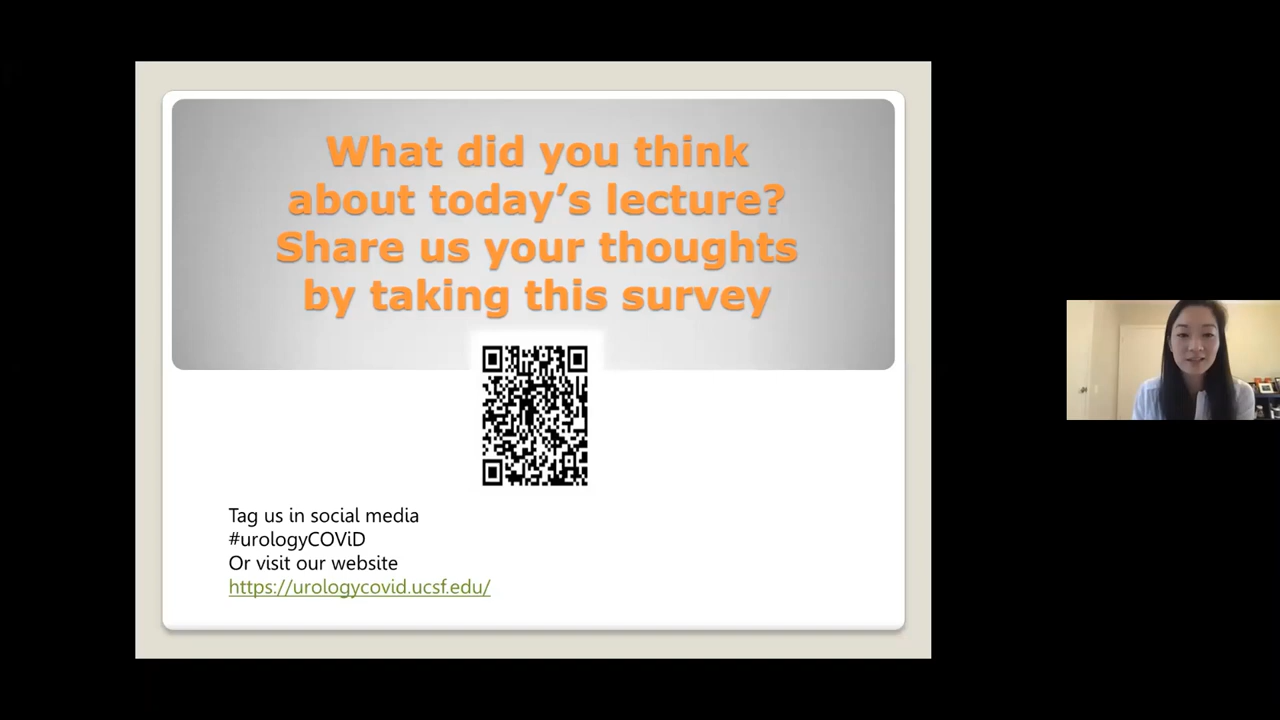 What did you think
about today’s lecture?
Share us your thoughts
by taking this survey
Tag us in social media
#urologyCOViD
Or visit our website
https://urologycovid.ucsf.edu/